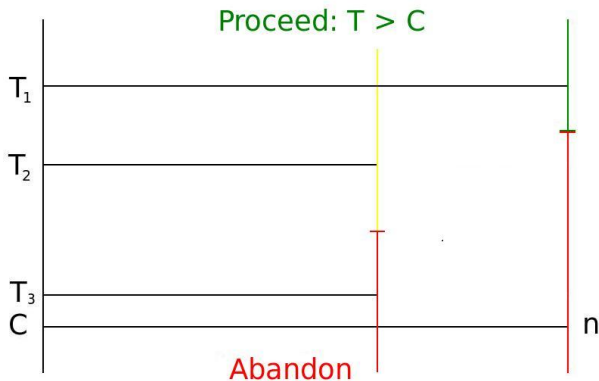 Proceed: T > C
T₁
T₂
T₃
C
n
Abandon